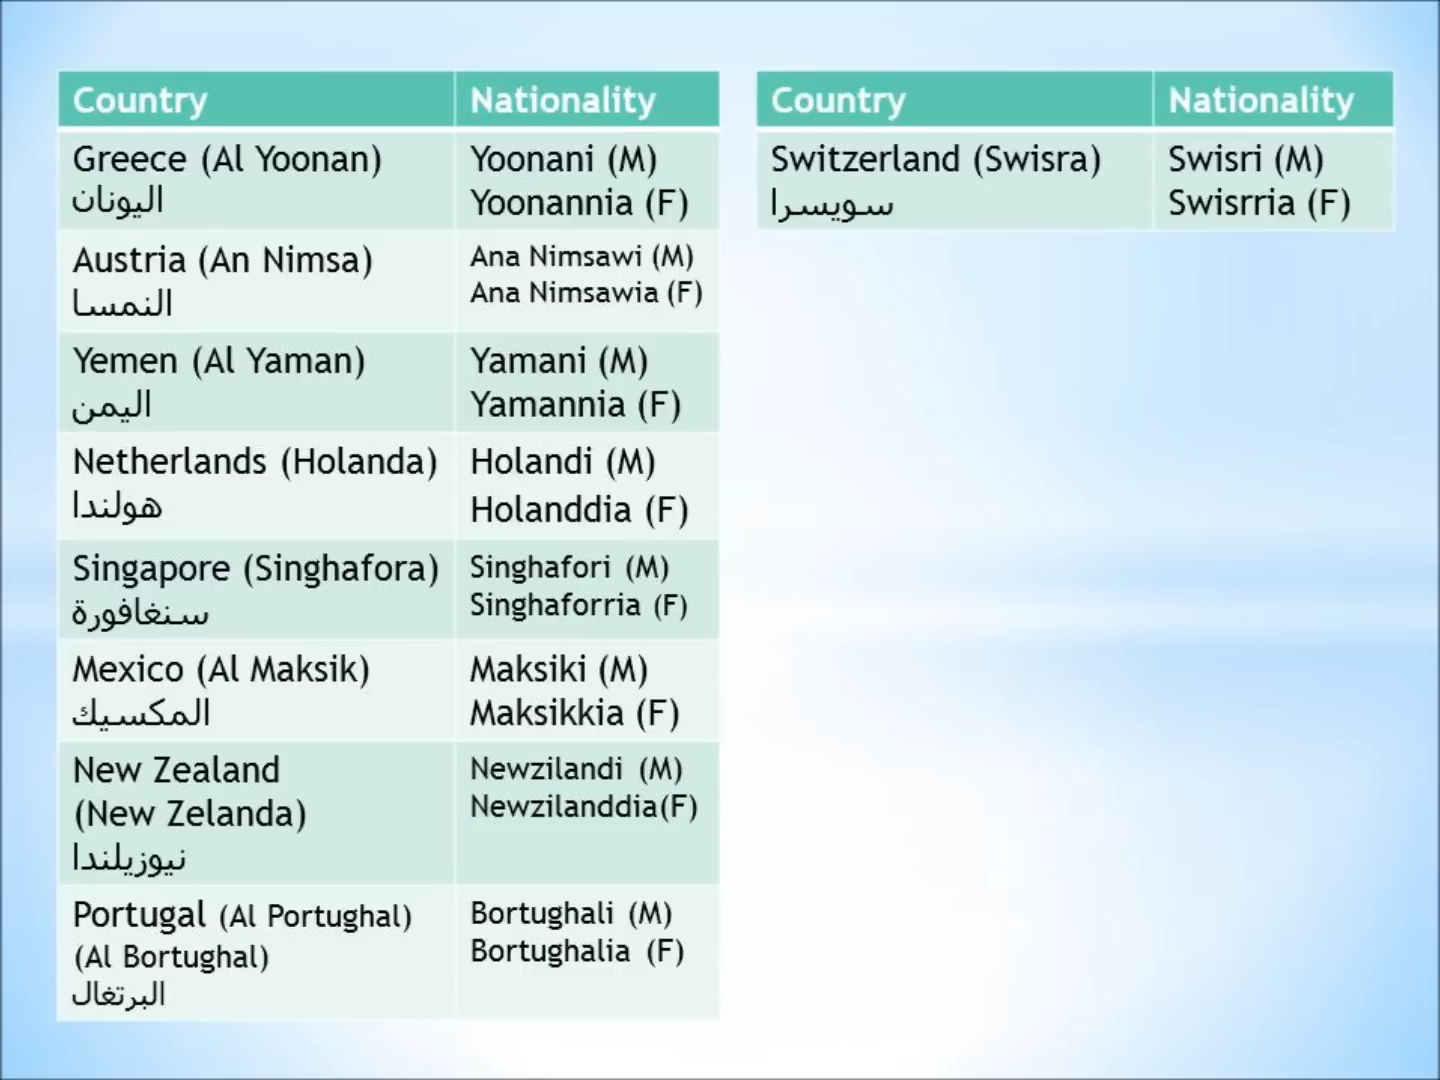 Country
Nationality
Greece (Al Yoonan)
اليونان
Yoonani (M)
Yoonannia (F)
Austria (An Nimsa)
النمسا
Ana Nimsawi (M)
Ana Nimsawia (F)
Yemen (Al Yaman)
اليمن
Yamani (M)
Yamannia (F)
Netherlands (Holanda)
هولندا
Holandi (M)
Holanddia (F)
Singapore (Singhafora)
سنغافورة
Singhafori (M)
Singhaforria (F)
Mexico (Al Maksik)
المكسيك
Maksiki (M)
Maksikkia (F)
New Zealand
(New Zelanda)
نيوزيلندا
Newzilandi (M)
Newzilanddia(F)
Portugal (Al Portughal)
(Al Bortughal)
البرتغال
Bortughali (M)
Bortughalia (F)
Country
Nationality
Switzerland (Swisra)
سويسرا
Swisri (M)
Swisrria (F)